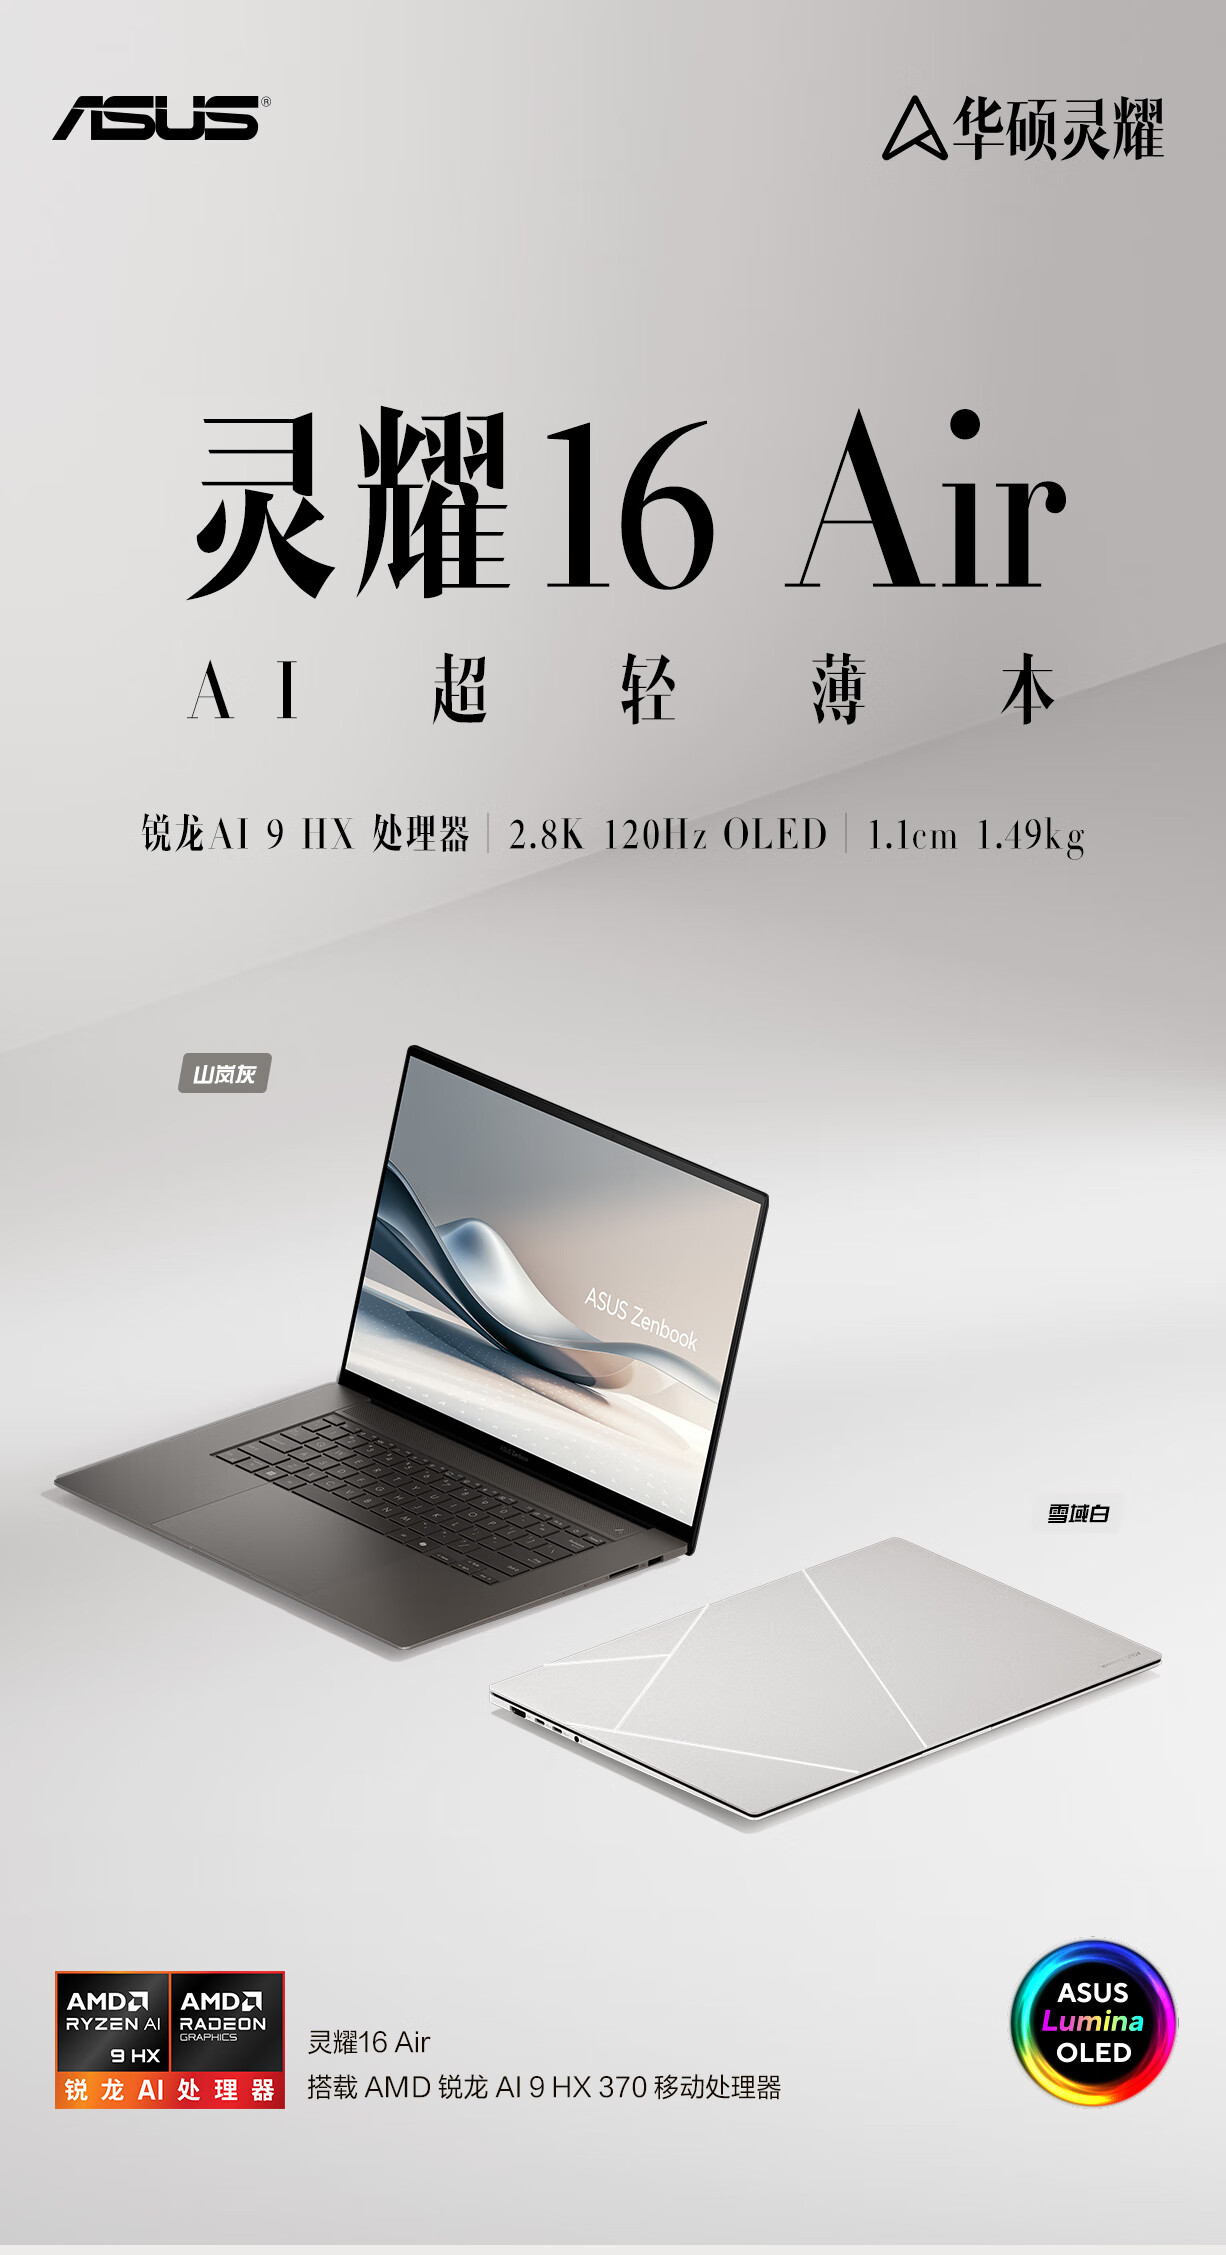 ASUS®
华硕灵耀
灵耀16 Air
AI 超轻薄本
锐龙AI 9 HX 处理器 | 2.8K 120Hz OLED | 1.1cm 1.49kg
山岚灰
ASUS Zenbook
雪域白
AMD RYZEN AI 9 HX
AMD RADEON GRAPHICS
锐龙 AI 处理器
灵耀16 Air
搭载 AMD 锐龙 AI 9 HX 370 移动处理器
ASUS
Lumina
OLED